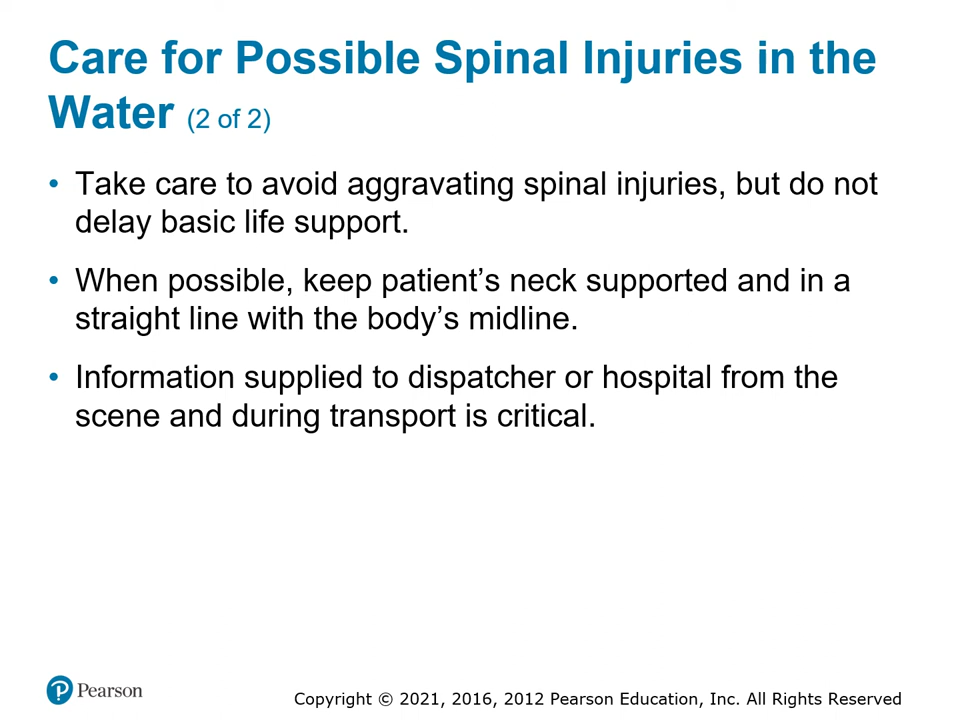 Care for Possible Spinal Injuries in the
Water (2 of 2)
• Take care to avoid aggravating spinal injuries, but do not
delay basic life support.
• When possible, keep patient’s neck supported and in a
straight line with the body’s midline.
• Information supplied to dispatcher or hospital from the
scene and during transport is critical.
Pearson
Copyright © 2021, 2016, 2012 Pearson Education, Inc. All Rights Reserved